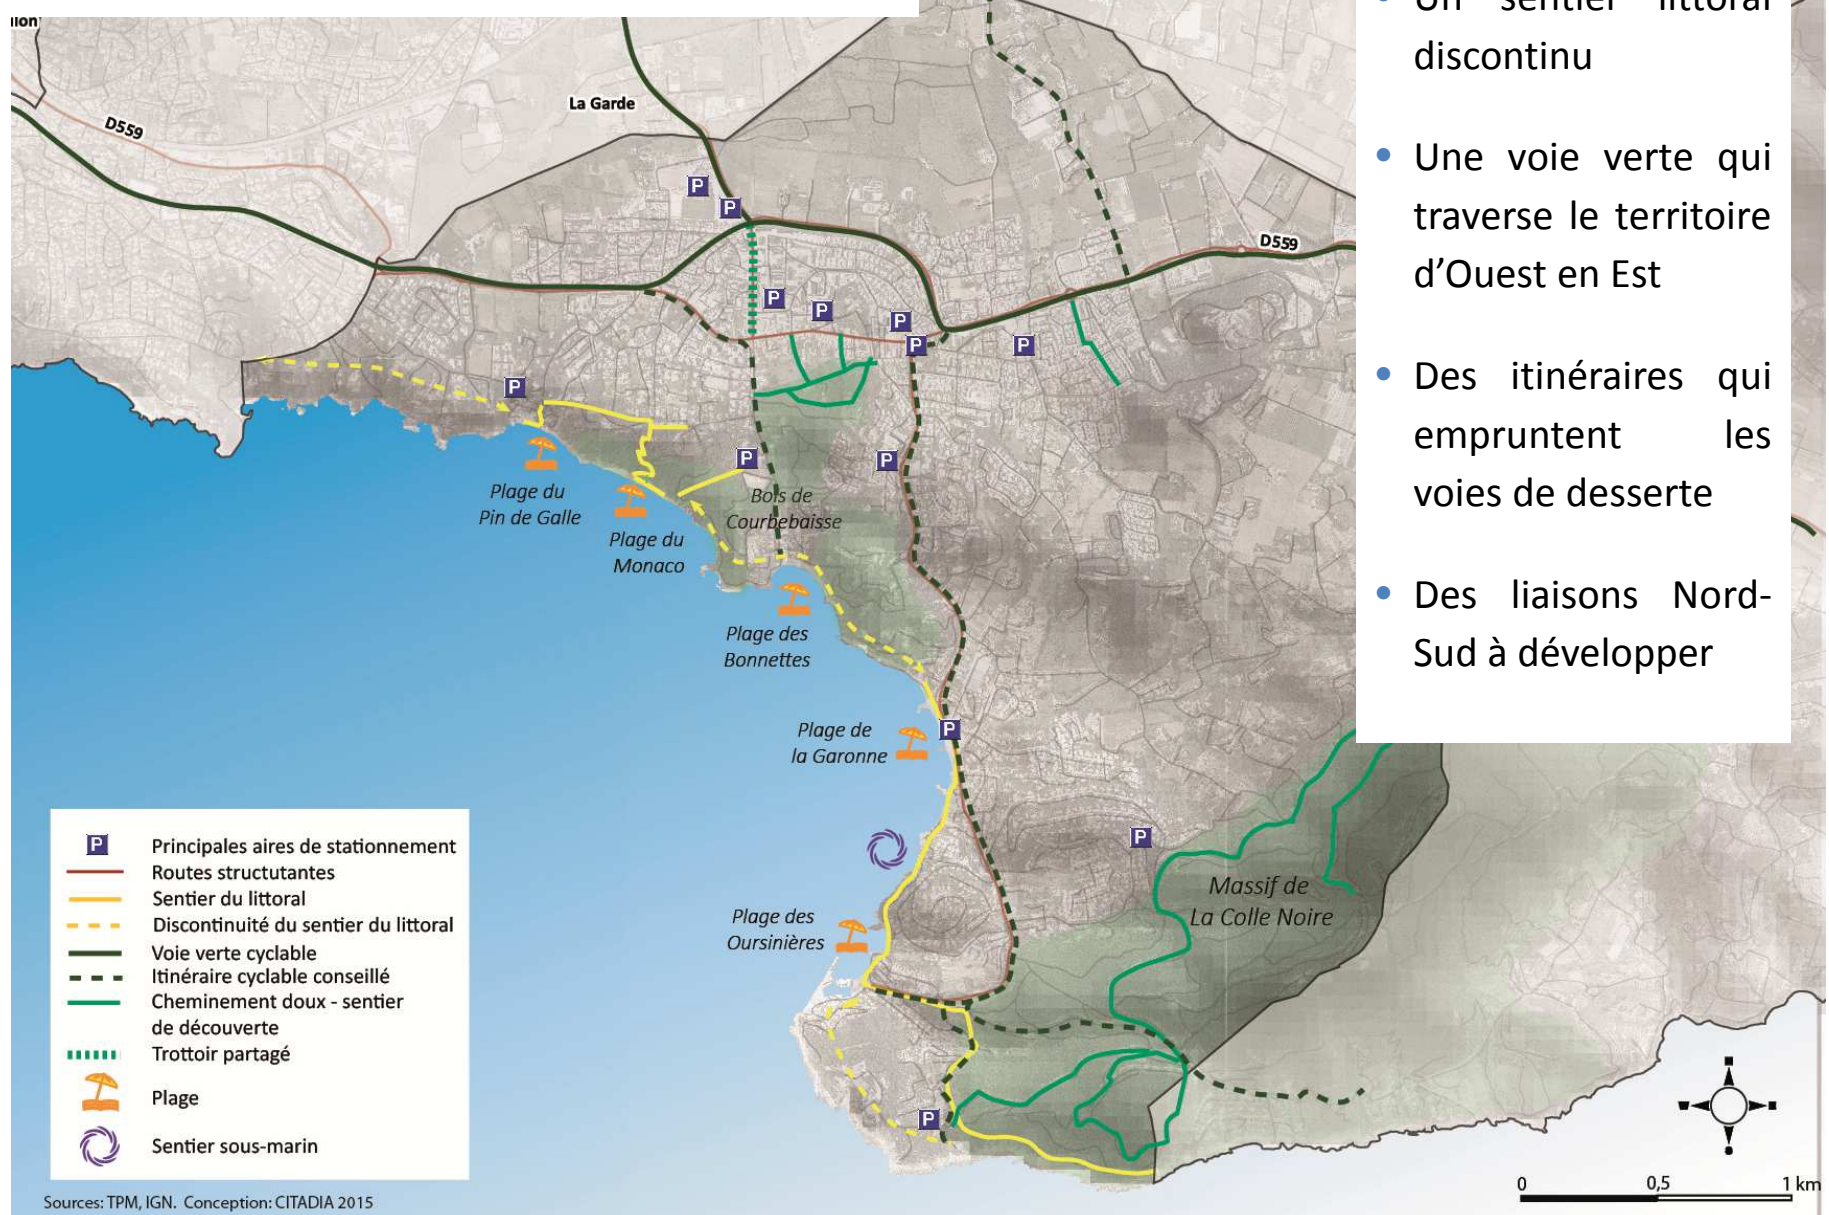 D559
La Garde
D559
P
P
P
P
P
P
P
P
P
P
P
P
P
Plage du
Pin de Galle
Plage du
Monaco
Bois de
Courbebaisse
Plage des
Bonnettes
Plage de
la Garonne
Plage des
Oursinières
Massif de
La Colle Noire
discontinu
• Une voie verte qui
traverse le territoire
d'Ouest en Est
• Des itinéraires qui
empruntent les
voies de desserte
• Des liaisons Nord-
Sud à développer
P Principales aires de stationnement
Routes structutantes
Sentier du littoral
Discontinuité du sentier du littoral
Voie verte cyclable
Itinéraire cyclable conseillé
Cheminement doux - sentier
de découverte
Trottoir partagé
Plage
Sentier sous-marin
Sources: TPM, IGN. Conception: CITADIA 2015
0 0,5 1 km